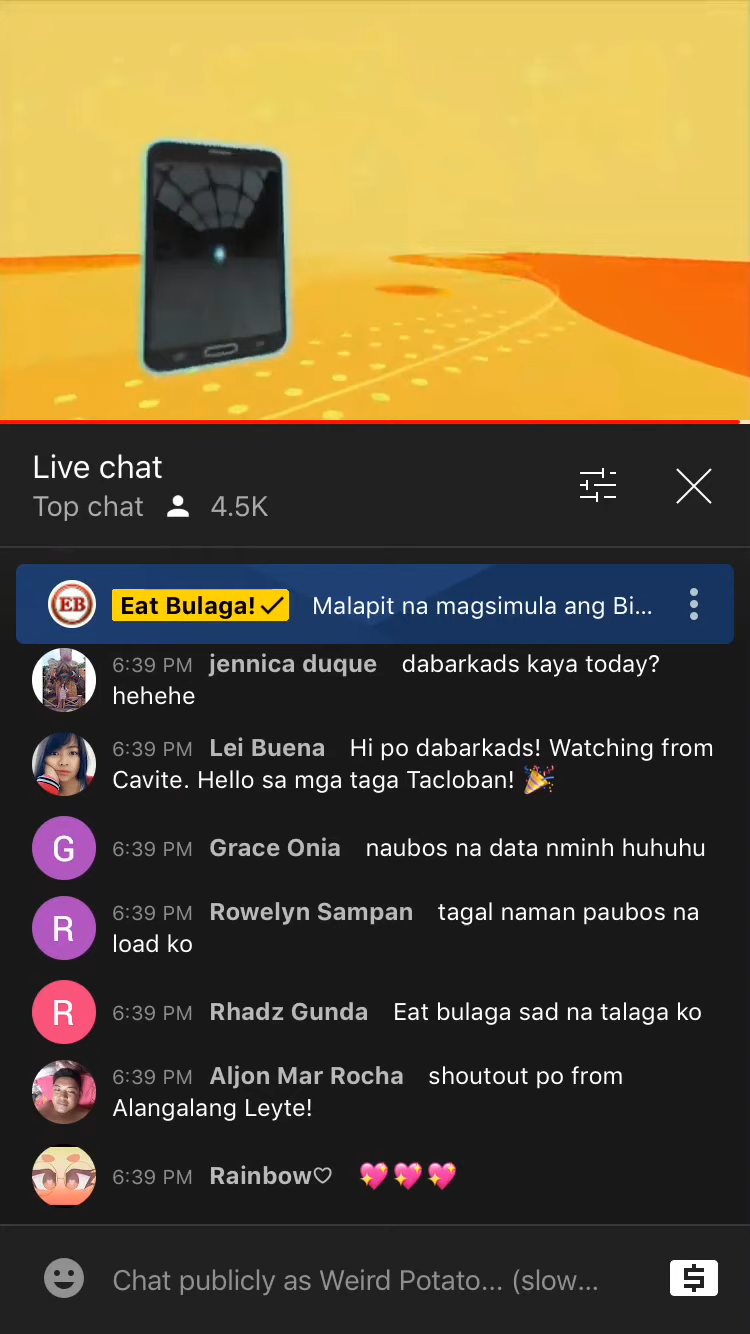 Live chat
Top chat 4.5K
EB Eat Bulaga! Malapit na magsimula ang Bi...
6:39 PM jennica duque dabarkads kaya today?
hehehe
6:39 PM Lei Buena Hi po dabarkads! Watching from
Cavite. Hello sa mga taga Tacloban! 🎉
G 6:39 PM Grace Onia naubos na data nminh huhuhu
R 6:39 PM Rowelyn Sampan tagal naman paubos na
load ko
R 6:39 PM Rhadz Gunda Eat bulaga sad na talaga ko
6:39 PM Aljon Mar Rocha shoutout po from
Alangalang Leyte!
6:39 PM Rainbow♡ 💖💖💖
Chat publicly as Weird Potato... (slow...
$